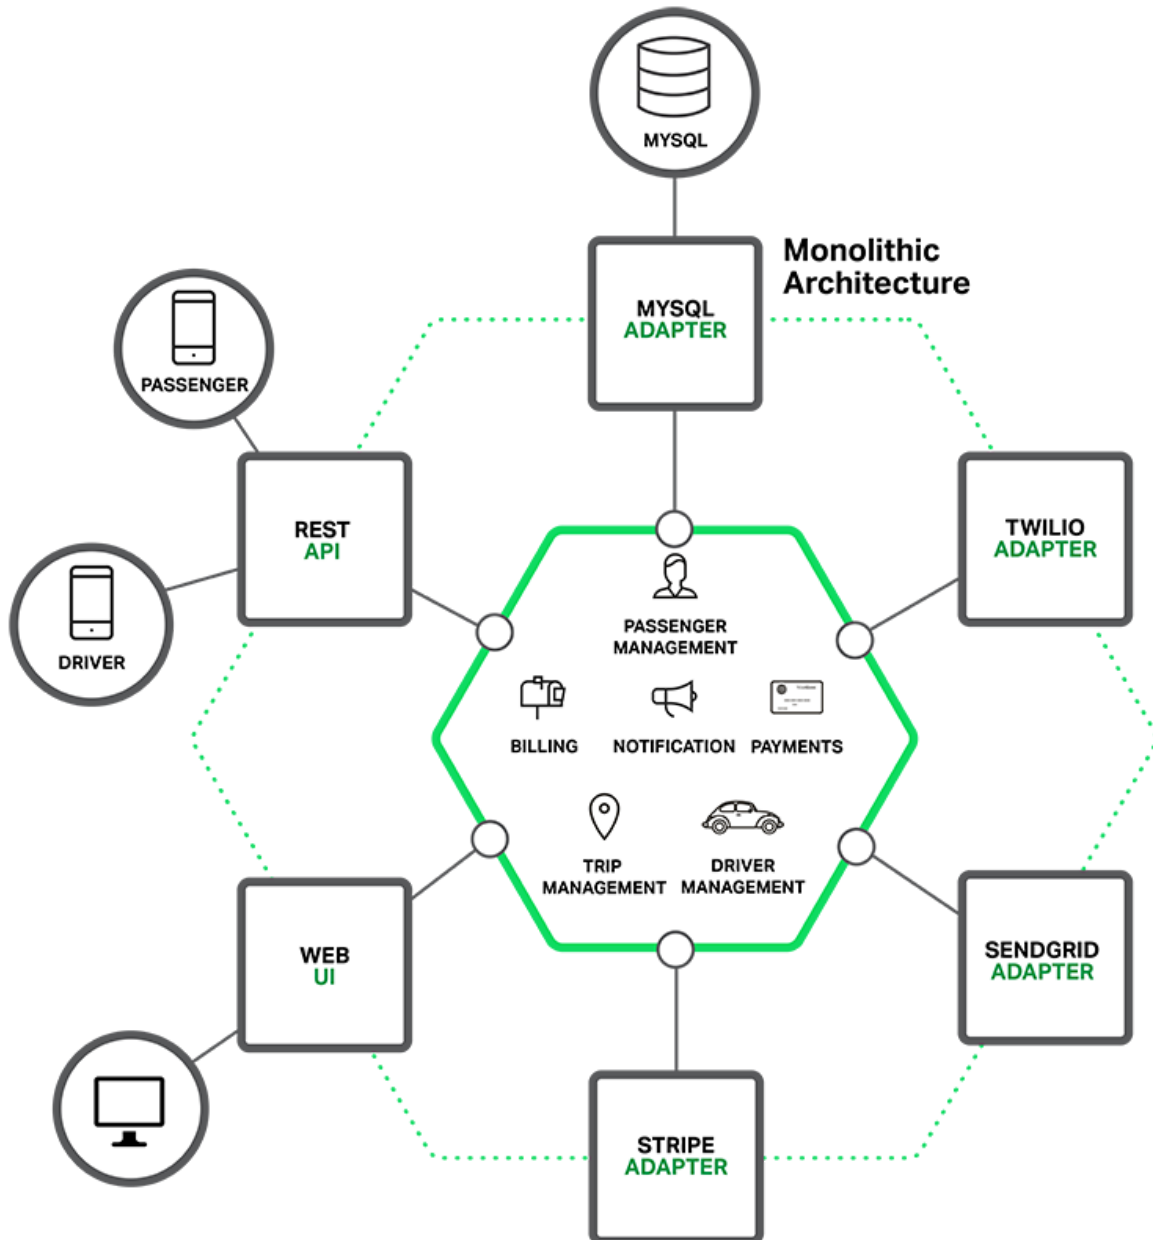 MYSQL
Monolithic
Architecture
MYSQL
ADAPTER
PASSENGER
REST
API
TWILIO
ADAPTER
DRIVER
PASSENGER
MANAGEMENT
BILLING
NOTIFICATION
PAYMENTS
TRIP
MANAGEMENT
DRIVER
MANAGEMENT
WEB
UI
SENDGRID
ADAPTER
STRIPE
ADAPTER